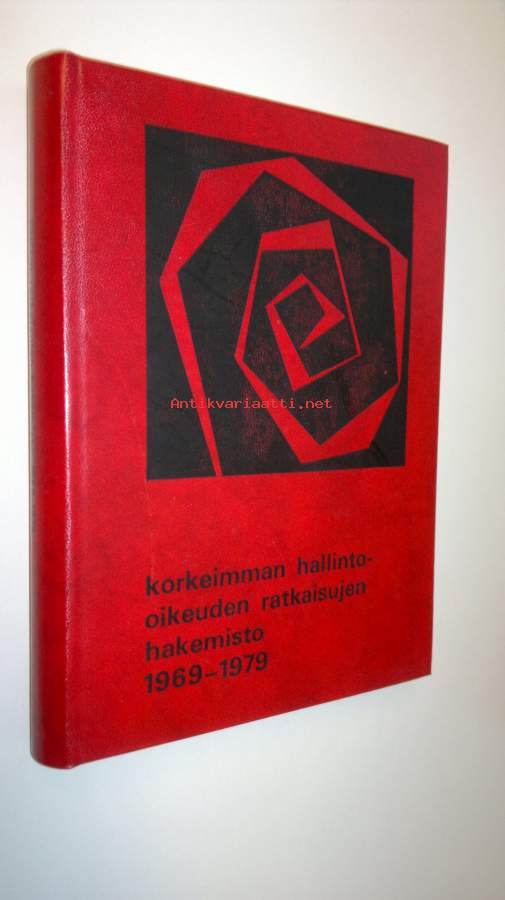 Antikvariaatti.net
korkeimman hallinto-
oikeuden ratkaisujen
hakemisto
1969-1979